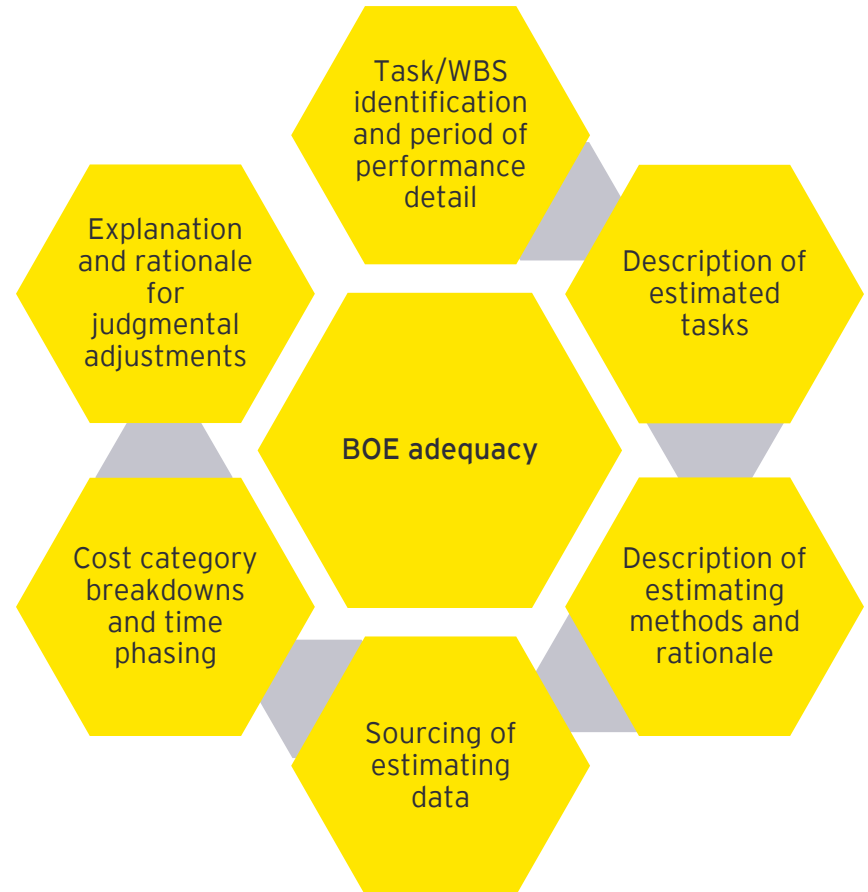 Task/WBS
identification
and period of
performance
detail
Description of
estimated
tasks
Description of
estimating
methods and
rationale
Sourcing of
estimating
data
Cost category
breakdowns
and time
phasing
Explanation
and rationale
for
judgmental
adjustments
BOE adequacy